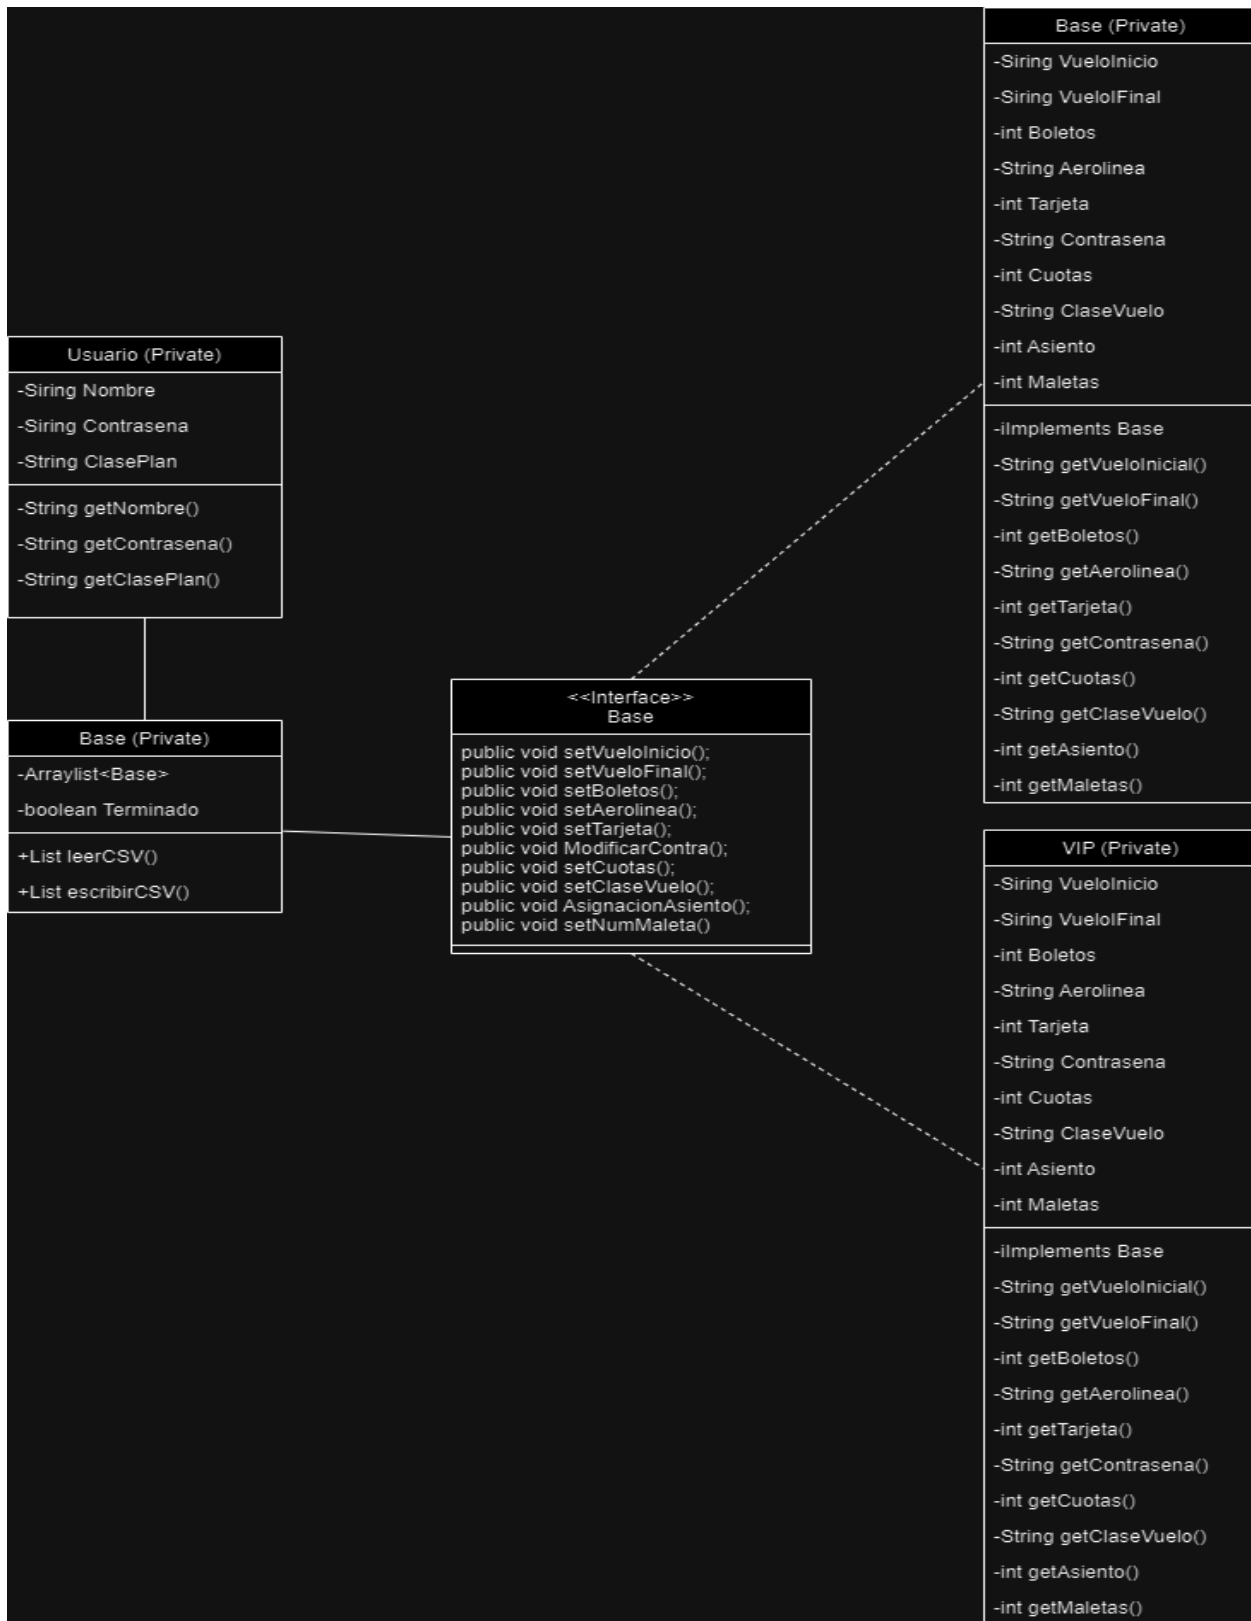 Usuario (Private)
-Siring Nombre
-Siring Contrasena
-String ClasePlan
-String getNombre()
-String getContrasena()
-String getClasePlan()
Base (Private)
-Arraylist<Base>
-boolean Terminado
+List leerCSV()
+List escribirCSV()
<<Interface>>
Base
public void setVueloInicio();
public void setVueloFinal();
public void setBoletos();
public void setAerolinea();
public void setTarjeta();
public void ModificarContra();
public void setCuotas();
public void setClaseVuelo();
public void AsignacionAsiento();
public void setNumMaleta()
Base (Private)
-Siring VueloInicio
-Siring VuelolFinal
-int Boletos
-String Aerolinea
-int Tarjeta
-String Contrasena
-int Cuotas
-String ClaseVuelo
-int Asiento
-int Maletas
-iImplements Base
-String getVueloInicial()
-String getVueloFinal()
-int getBoletos()
-String getAerolinea()
-int getTarjeta()
-String getContrasena()
-int getCuotas()
-String getClaseVuelo()
-int getAsiento()
-int getMaletas()
VIP (Private)
-Siring VueloInicio
-Siring VuelolFinal
-int Boletos
-String Aerolinea
-int Tarjeta
-String Contrasena
-int Cuotas
-String ClaseVuelo
-int Asiento
-int Maletas
-iImplements Base
-String getVueloInicial()
-String getVueloFinal()
-int getBoletos()
-String getAerolinea()
-int getTarjeta()
-String getContrasena()
-int getCuotas()
-String getClaseVuelo()
-int getAsiento()
-int getMaletas()